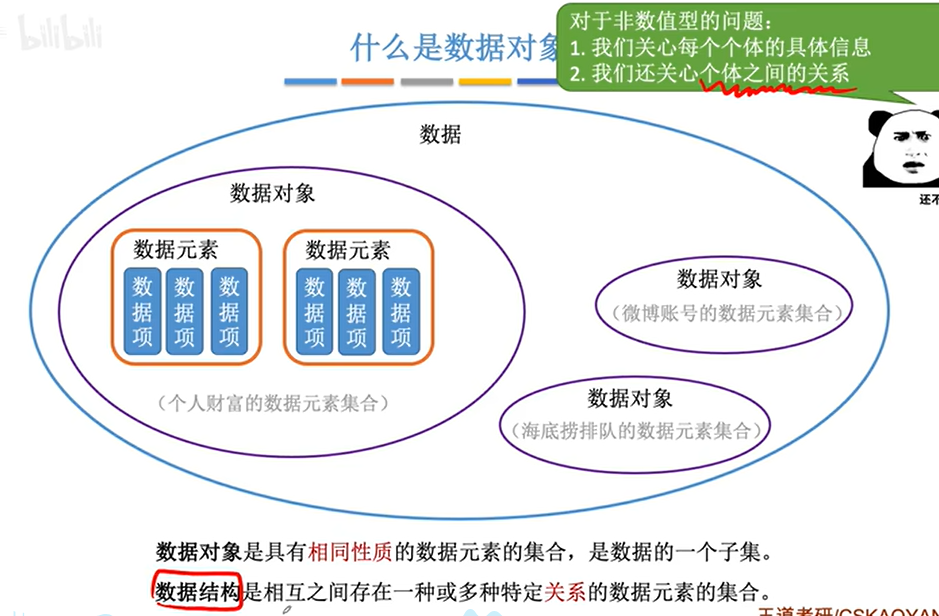 bilibili
什么是数据对象
对于非数值型的问题：
1. 我们关心每个个体的具体信息
2. 我们还关心个体之间的关系
还不
数据
数据对象
数据元素
数据项
数据项
数据项
数据元素
数据项
数据项
数据项
（个人财富的数据元素集合）
数据对象
（微博账号的数据元素集合）
数据对象
（海底捞排队的数据元素集合）
数据对象是具有相同性质的数据元素的集合，是数据的一个子集。
数据结构是相互之间存在一种或多种特定关系的数据元素的集合。
王道考研/CSKAOYAN